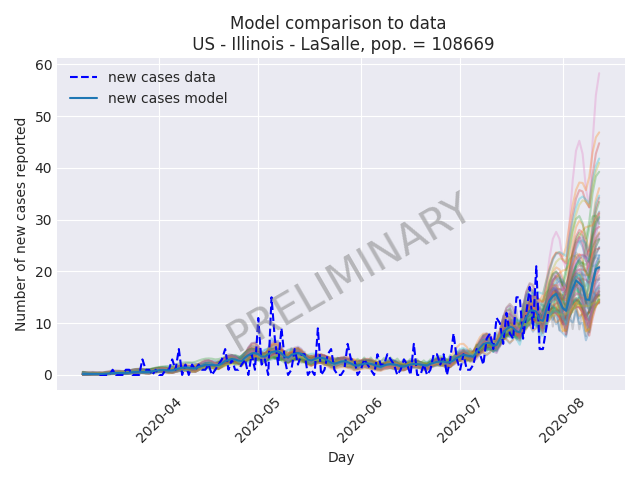 Model comparison to data
US - Illinois - LaSalle, pop. = 108669
new cases data
new cases model
Number of new cases reported
60
50
40
30
20
10
0
PRELIMINARY
2020-04
2020-05
2020-06
2020-07
2020-08
Day